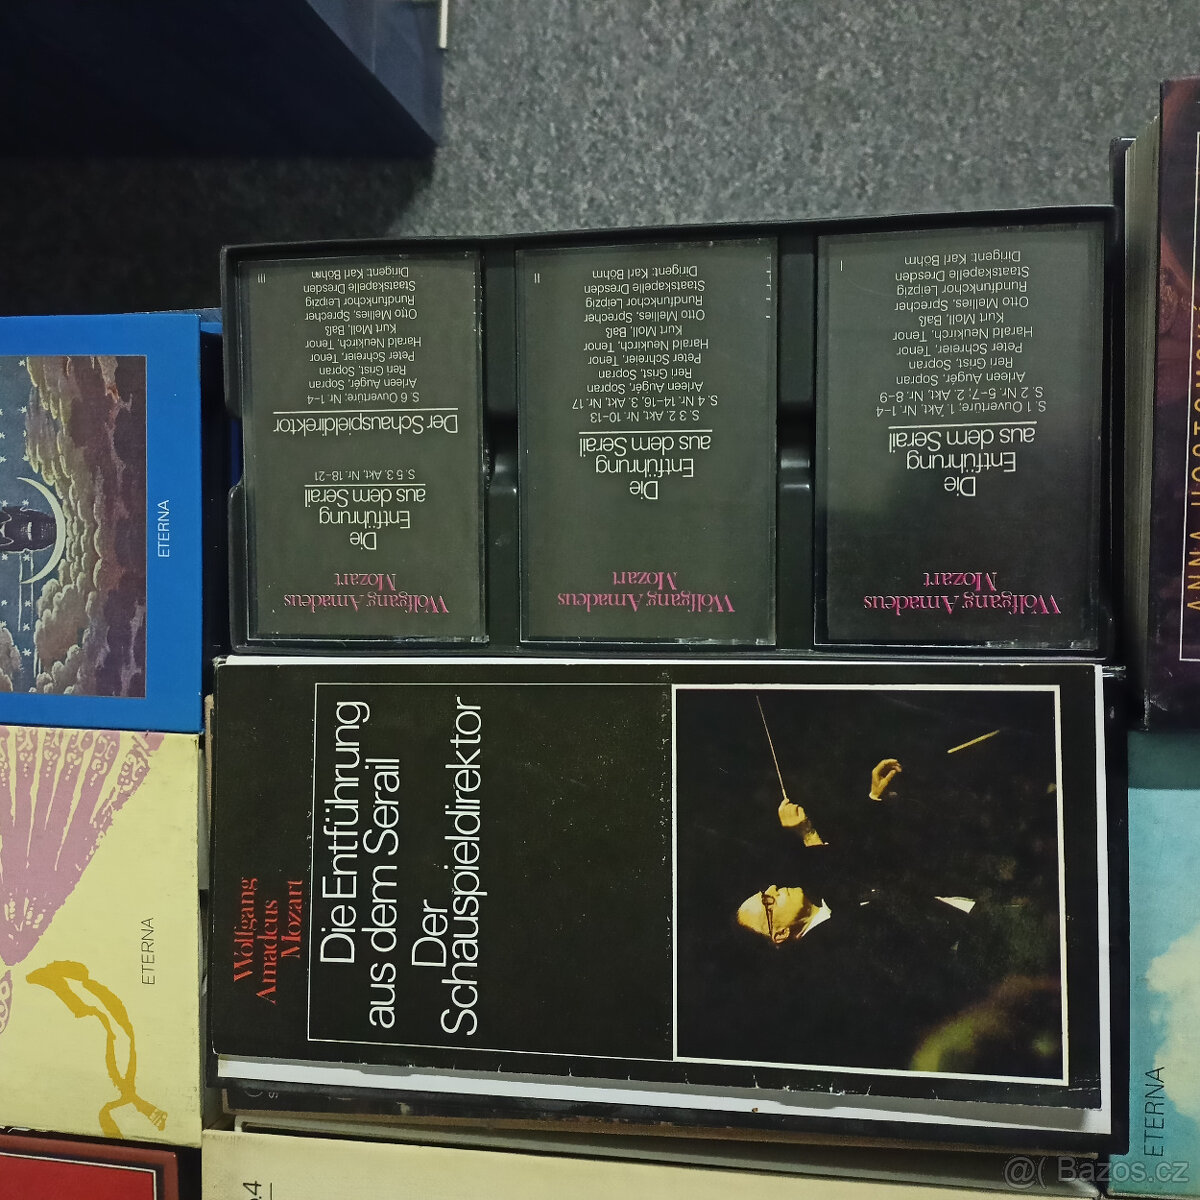 III
Wolfgang Amadeus
Mozart
Die
Entführung
aus dem Serail
S. 5 3. Akt, Nr. 18–21
Der Schauspieldirektor
S. 6 Ouvertüre; Nr. 1–4
Arleen Augér, Sopran
Reri Grist, Sopran
Peter Schreier, Tenor
Harald Neukirch, Tenor
Kurt Moll, Baß
Otto Mellies, Sprecher
Rundfunkchor Leipzig
Staatskapelle Dresden
Dirigent: Karl Böhm
II
Wolfgang Amadeus
Mozart
Die
Entführung
aus dem Serail
S. 3 2. Akt, Nr. 10–13
S. 4 Nr. 14–16, 3. Akt, Nr. 17
Arleen Augér, Sopran
Reri Grist, Sopran
Peter Schreier, Tenor
Harald Neukirch, Tenor
Kurt Moll, Baß
Otto Mellies, Sprecher
Rundfunkchor Leipzig
Staatskapelle Dresden
Dirigent: Karl Böhm
I
Wolfgang Amadeus
Mozart
Die
Entführung
aus dem Serail
S. 1 Ouvertüre; 1. Akt, Nr. 1–4
S. 2 Nr. 5–7; 2. Akt, Nr. 8–9
Arleen Augér, Sopran
Reri Grist, Sopran
Peter Schreier, Tenor
Harald Neukirch, Tenor
Kurt Moll, Baß
Otto Mellies, Sprecher
Rundfunkchor Leipzig
Staatskapelle Dresden
Dirigent: Karl Böhm
Wolfgang
Amadeus
Mozart
Die Entführung
aus dem Serail
Der
Schauspieldirektor
ETERNA
ETERNA
ETERNA
ANNA
Bazos.cz